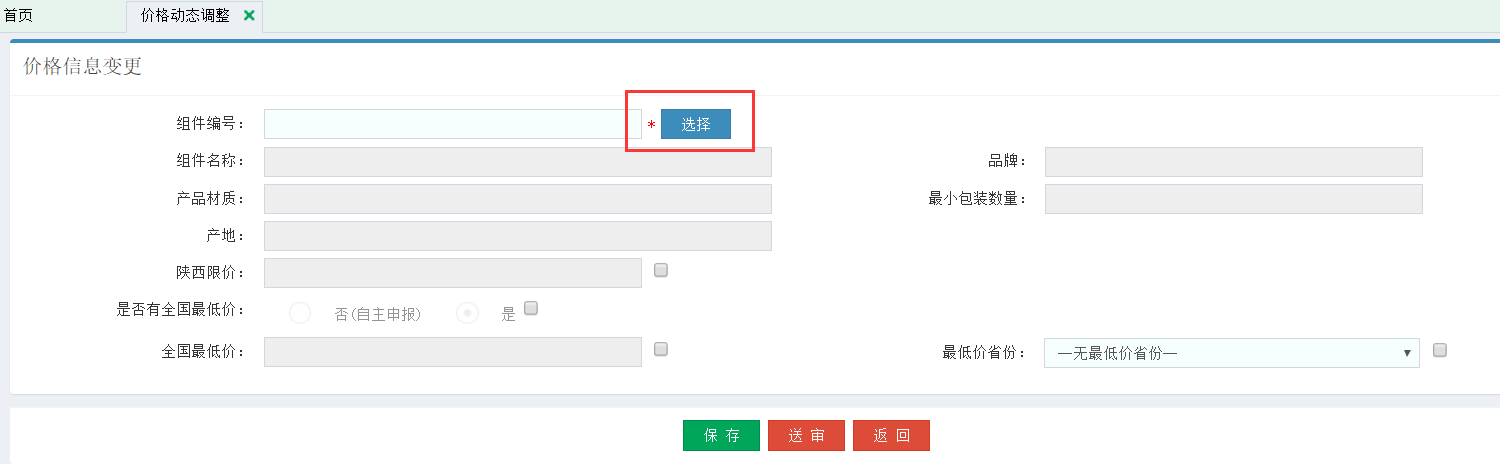 首页 价格动态调整
价格信息变更
组件编号： * 选择
组件名称： 品牌：
产品材质： 最小包装数量：
产地：
陕西限价：
是否有全国最低价： 否(自主申报) 是
全国最低价： 最低价省份： —无最低价省份—
保存 送审 返回